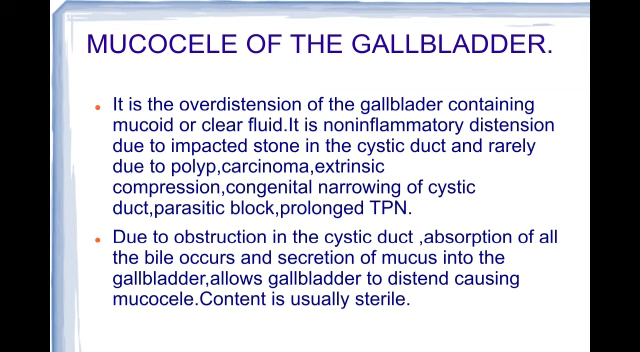 MUCOCELE OF THE GALLBLADDER.
It is the overdistension of the gallblader containing
mucoid or clear fluid.It is noninflammatory distension
due to impacted stone in the cystic duct and rarely
due to polyp,carcinoma,extrinsic
compression,congenital narrowing of cystic
duct,parasitic block,prolonged TPN.
Due to obstruction in the cystic duct ,absorption of all
the bile occurs and secretion of mucus into the
gallbladder,allows gallbladder to distend causing
mucocele.Content is usually sterile.